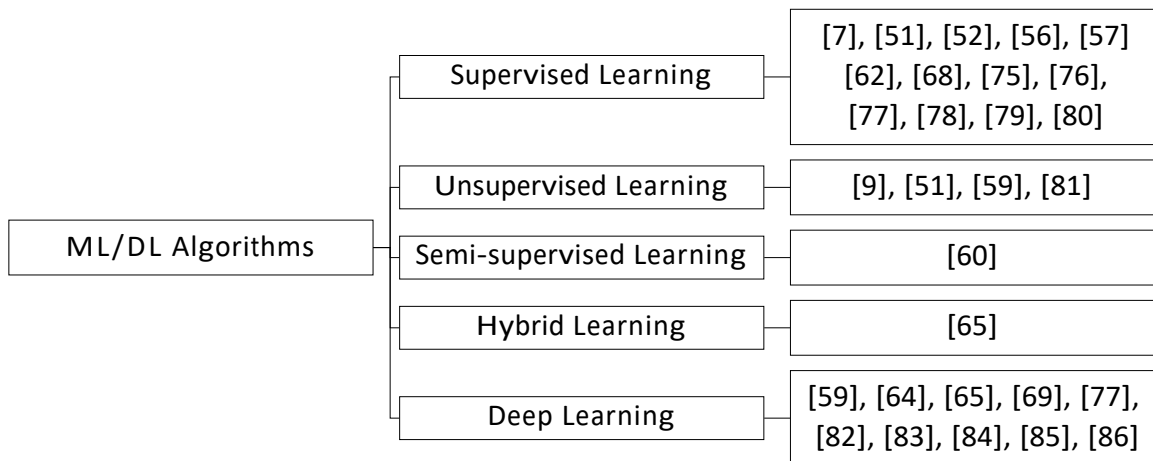 ML/DL Algorithms
Supervised Learning
[7], [51], [52], [56], [57]
[62], [68], [75], [76],
[77], [78], [79], [80]
Unsupervised Learning
[9], [51], [59], [81]
Semi-supervised Learning
[60]
Hybrid Learning
[65]
Deep Learning
[59], [64], [65], [69], [77],
[82], [83], [84], [85], [86]